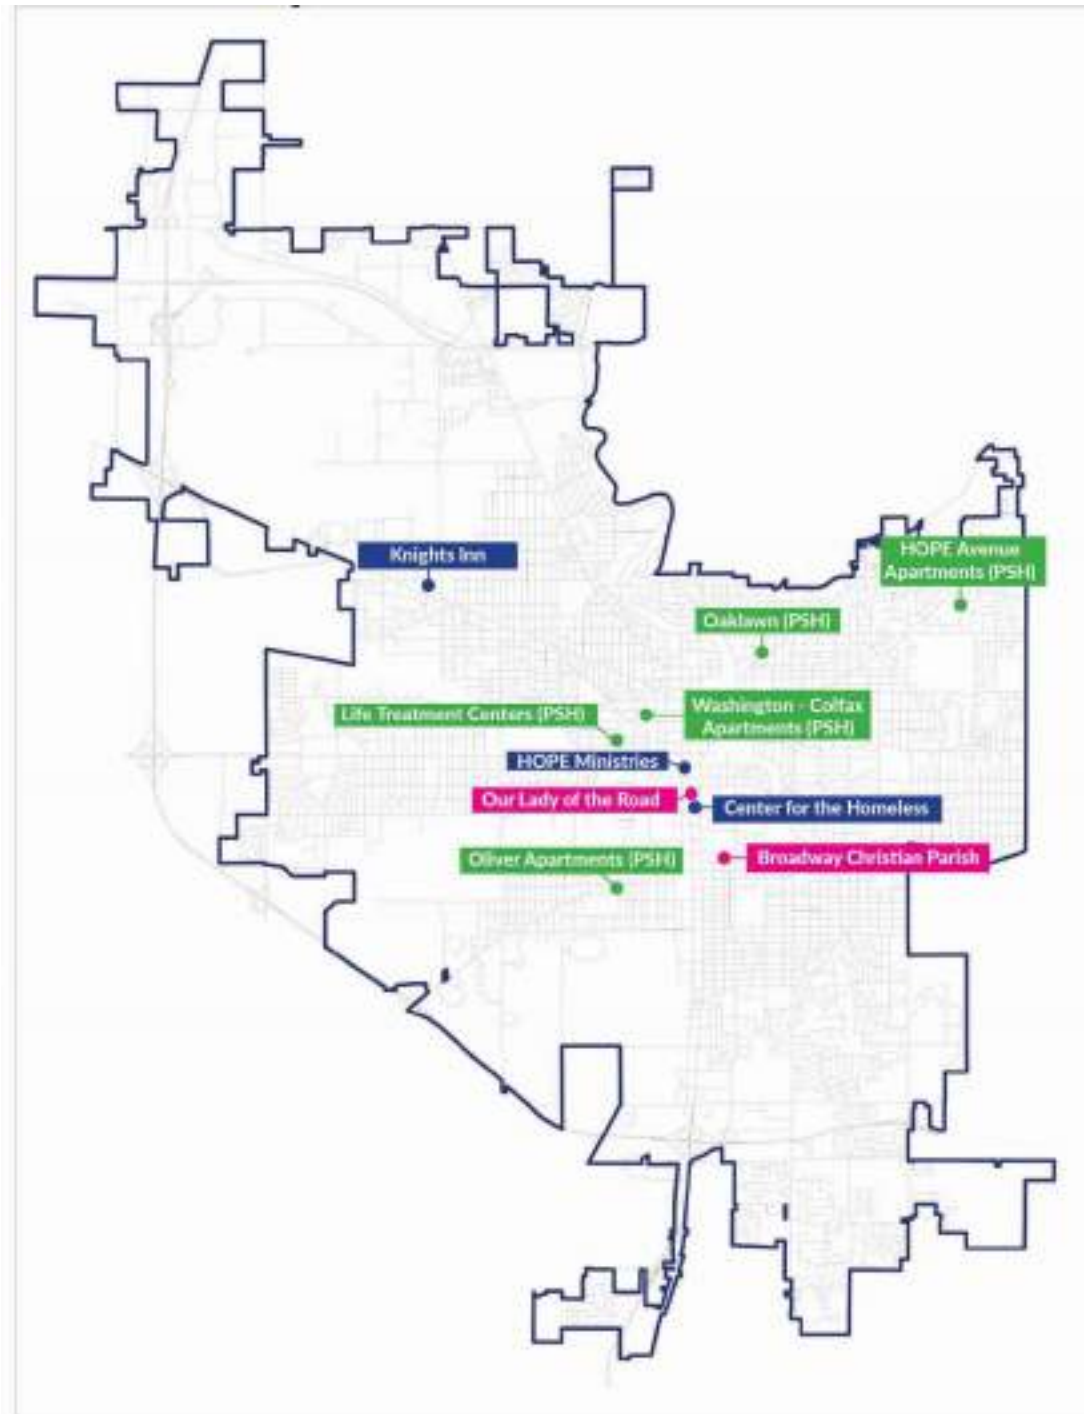 HOPE Avenue
Apartments (PSH)
Knights Inn
Oaklawn (PSH)
Washington - Colfax
Apartments (PSH)
Life Treatment Centers (PSH)
HOPE Ministries
Our Lady of the Road
Center for the Homeless
Oliver Apartments (PSH)
Broadway Christian Parish